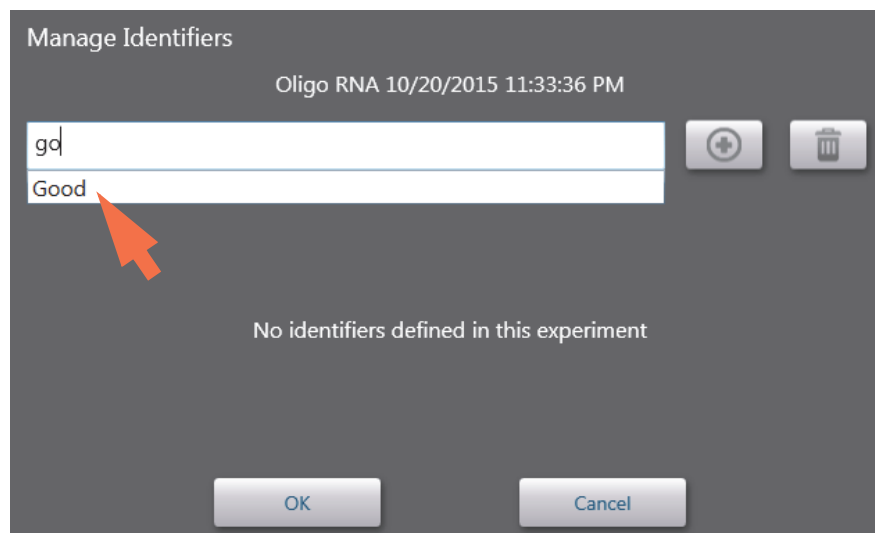 Manage Identifiers
Oligo RNA 10/20/2015 11:33:36 PM
go
Good
No identifiers defined in this experiment
OK
Cancel